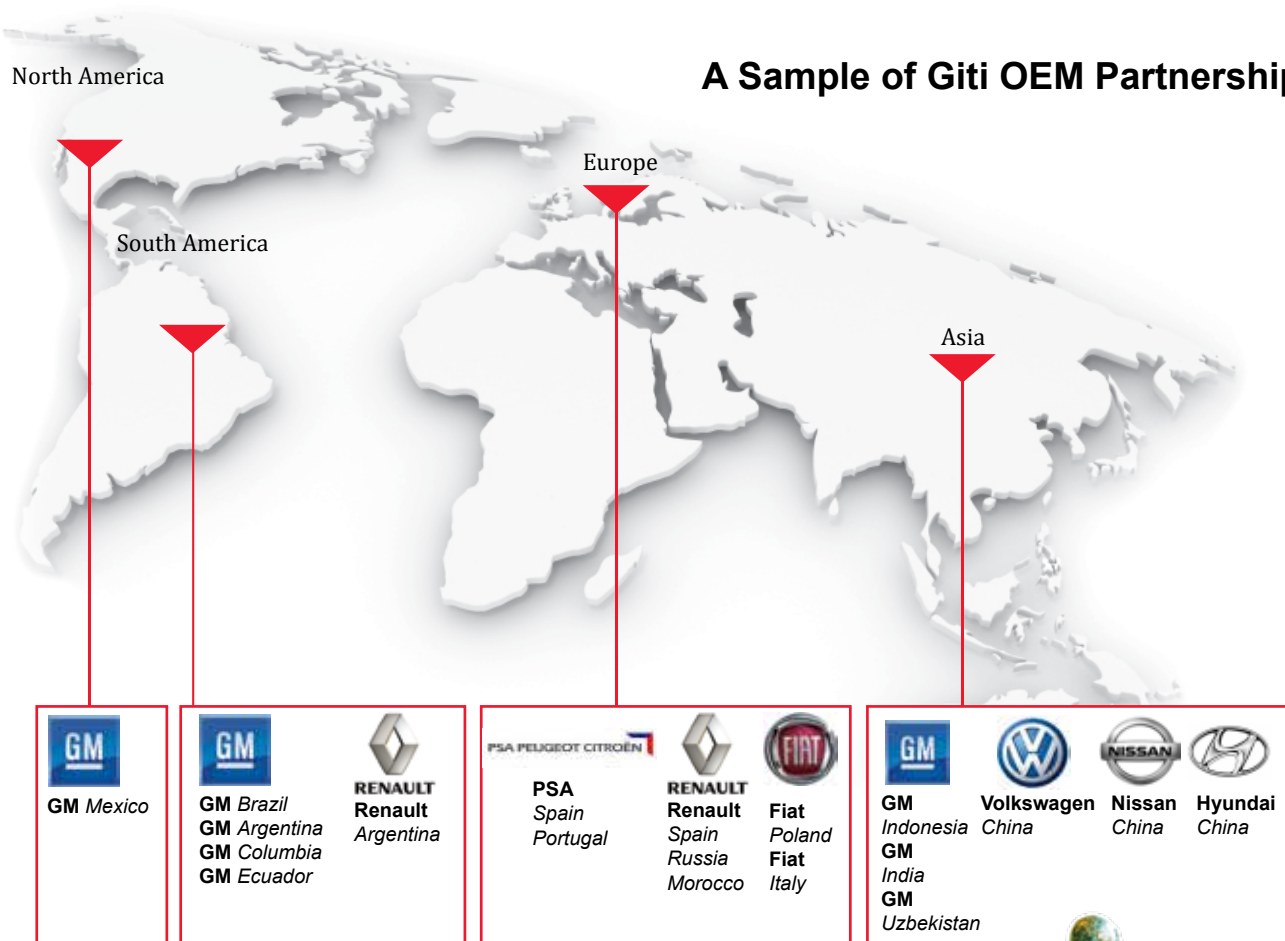 A Sample of Giti OEM Partnership
North America
Europe
South America
Asia
GM
GM Mexico
GM
GM Brazil
GM Argentina
GM Columbia
GM Ecuador
RENAULT
Renault
Argentina
PSA PEUGEOT CITROËN
PSA
Spain
Portugal
RENAULT
Renault
Spain
Russia
Morocco
FIAT
Fiat
Poland
Fiat
Italy
GM
GM
Indonesia
GM
India
GM
Uzbekistan
Volkswagen
China
NISSAN
Nissan
China
Hyundai
China